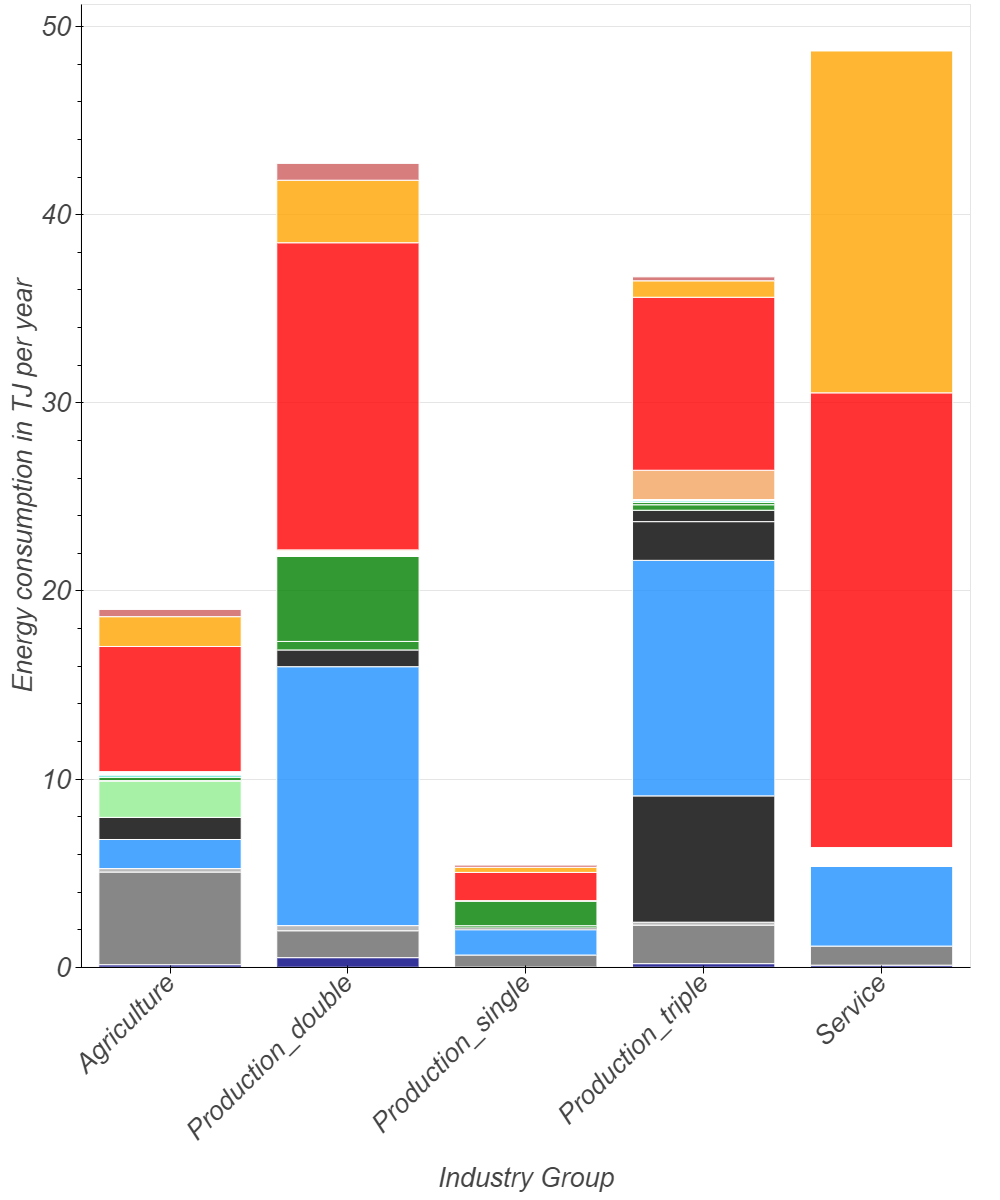 50
40
30
20
10
0
Energy consumption in TJ per year
Agriculture
Production_double
Production_single
Production_triple
Service
Industry Group